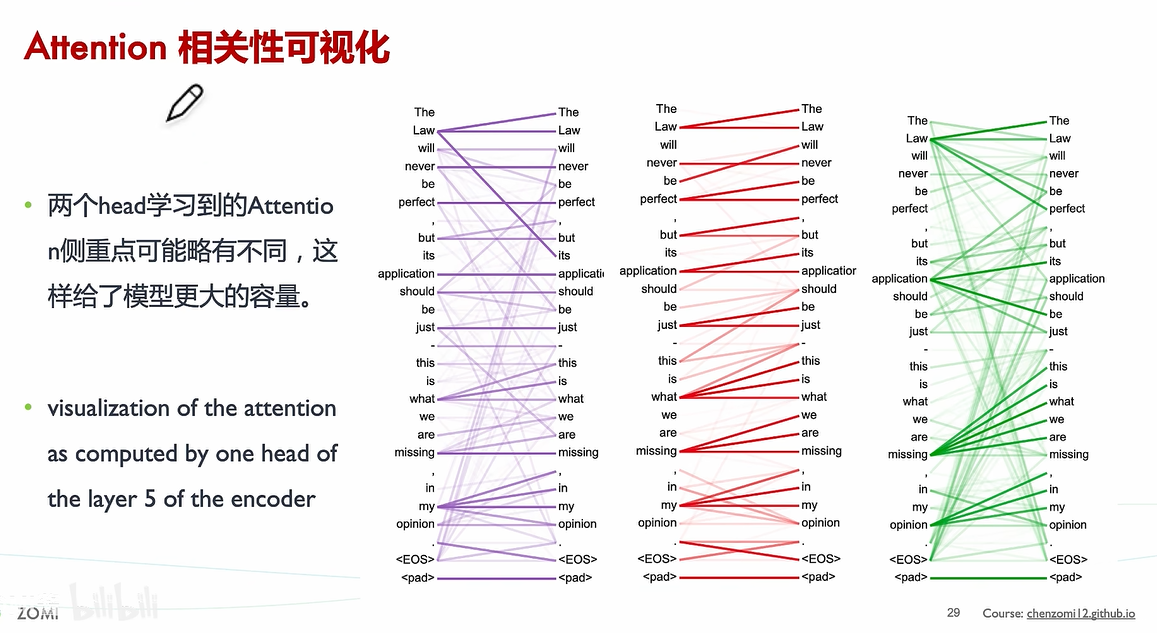 Attention 相关性可视化
两个head学习到的Attentio
n侧重点可能略有不同，这
样给了模型更大的容量。
visualization of the attention
as computed by one head of
the layer 5 of the encoder
The The
Law Law
will will
never never
be be
perfect perfect
, ,
but but
its its
application applicatic
should should
be be
just just
- -
this this
is is
what what
we we
are are
missing missing
, ,
in in
my my
opinion opinion
. .
<EOS> <EOS>
<pad> <pad>
The The
Law Law
will will
never never
be be
perfect perfect
, ,
but but
its its
application application
should should
be be
just just
- -
this this
is is
what what
we we
are are
missing missing
, ,
in in
my my
opinion opinion
. .
<EOS> <EOS>
<pad> <pad>
The The
Law Law
will will
never never
be be
perfect perfect
, ,
but but
its its
application application
should should
be be
just just
- -
this this
is is
what what
we we
are are
missing missing
, ,
in in
my my
opinion opinion
. .
<EOS> <EOS>
<pad> <pad>
ZOMI bilibili
29 Course: chenzomi12.github.io